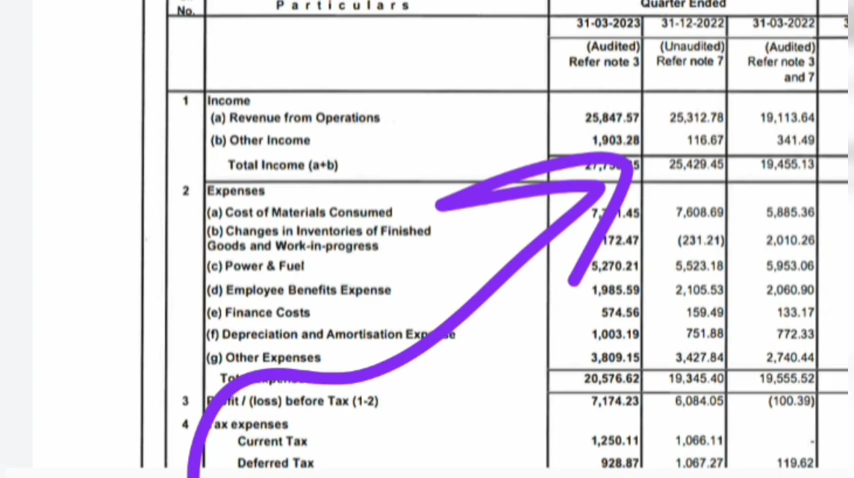 No. Particulars Quarter Ended
31-03-2023 31-12-2022 31-03-2022
(Audited) (Unaudited) (Audited)
Refer note 3 Refer note 7 Refer note 3
and 7
1 Income
(a) Revenue from Operations 25,847.57 25,312.78 19,113.64
(b) Other Income 1,903.28 116.67 341.49
Total Income (a+b) 25,429.45 19,455.13
2 Expenses
(a) Cost of Materials Consumed 7,608.69 5,885.36
(b) Changes in Inventories of Finished
Goods and Work-in-progress 172.47 (231.21) 2,010.26
(c) Power & Fuel 5,270.21 5,523.18 5,953.06
(d) Employee Benefits Expense 1,985.59 2,105.53 2,060.90
(e) Finance Costs 574.56 159.49 133.17
(f) Depreciation and Amortisation Expense 1,003.19 751.88 772.33
(g) Other Expenses 3,809.15 3,427.84 2,740.44
20,576.62 19,345.40 19,555.52
3 Profit / (loss) before Tax (1-2) 7,174.23 6,084.05 (100.39)
4 Tax expenses
Current Tax 1,250.11 1,066.11 -
Deferred Tax 928.87 1,067.27 119.62